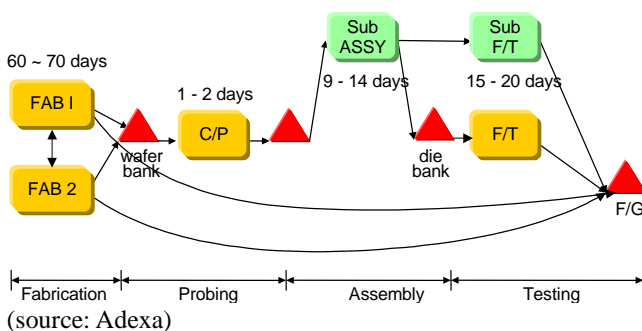 60 ~ 70 days
FAB I
FAB 2
wafer
bank
1 - 2 days
C/P
Sub
ASSY
9 - 14 days
die
bank
Sub
F/T
15 - 20 days
F/T
F/G
Fabrication
Probing
Assembly
Testing
(source: Adexa)